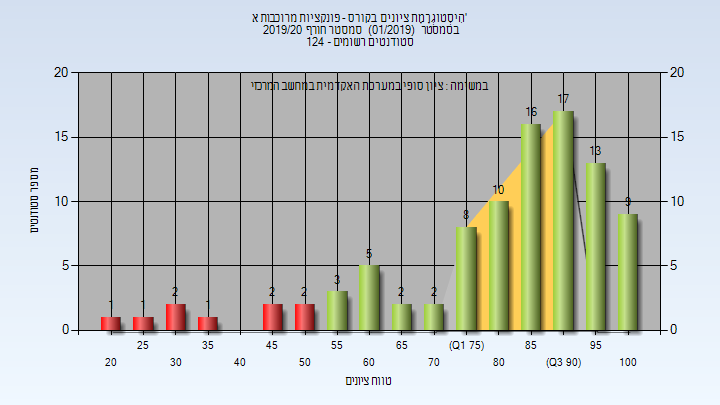 היסטוגרמת ציונים בקורס - פונקציות מרוכבות א'
בסמסטר (01/2019) סמסטר חורף 2019/20
סטודנטים רשומים - 124
במשימה : ציון סופי במערכת האקדמית במחשב המרכזי
20 20
15 15
10 10
5 5
0 0
1 1 2 1 2 2 3 5 2 2 8 10 16 17 13 9
מספר סטודנטים
25 35 45 55 65 (Q1 75) 85 95
20 30 40 50 60 70 80 (Q3 90) 100
טווח ציונים